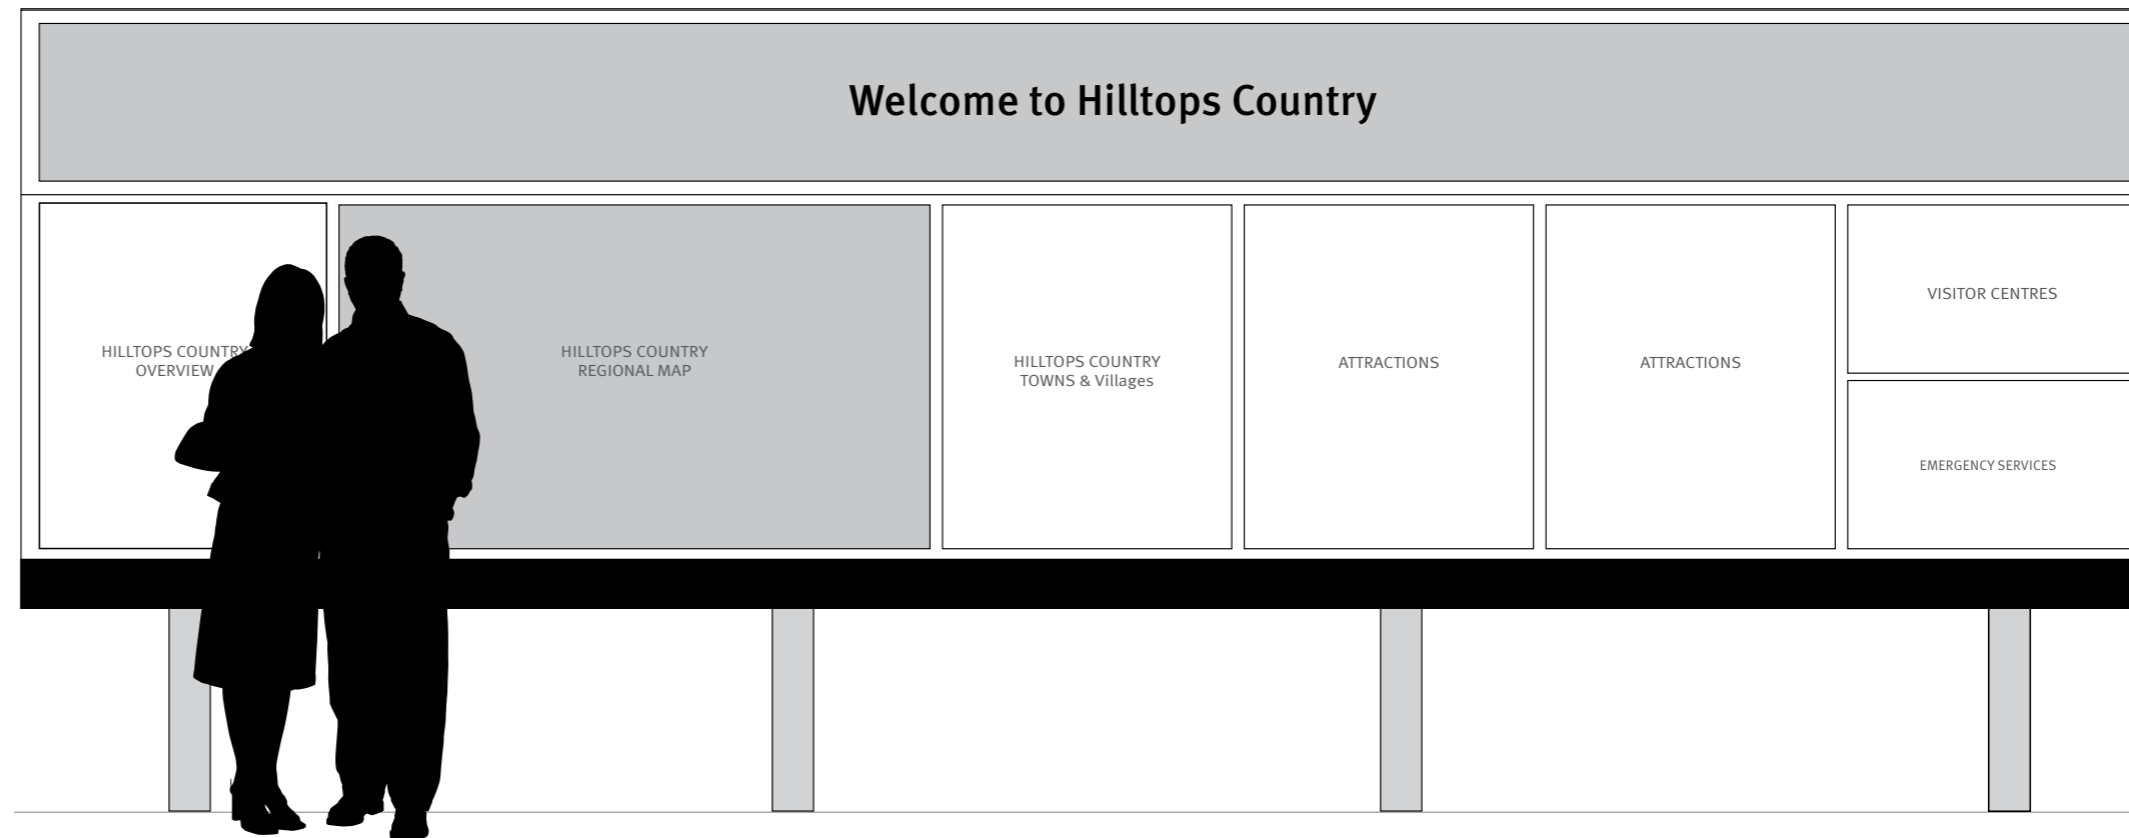 Welcome to Hilltops Country
HILLTOPS COUNTRY
OVERVIEW
HILLTOPS COUNTRY
REGIONAL MAP
HILLTOPS COUNTRY
TOWNS & Villages
ATTRACTIONS
ATTRACTIONS
VISITOR CENTRES
EMERGENCY SERVICES